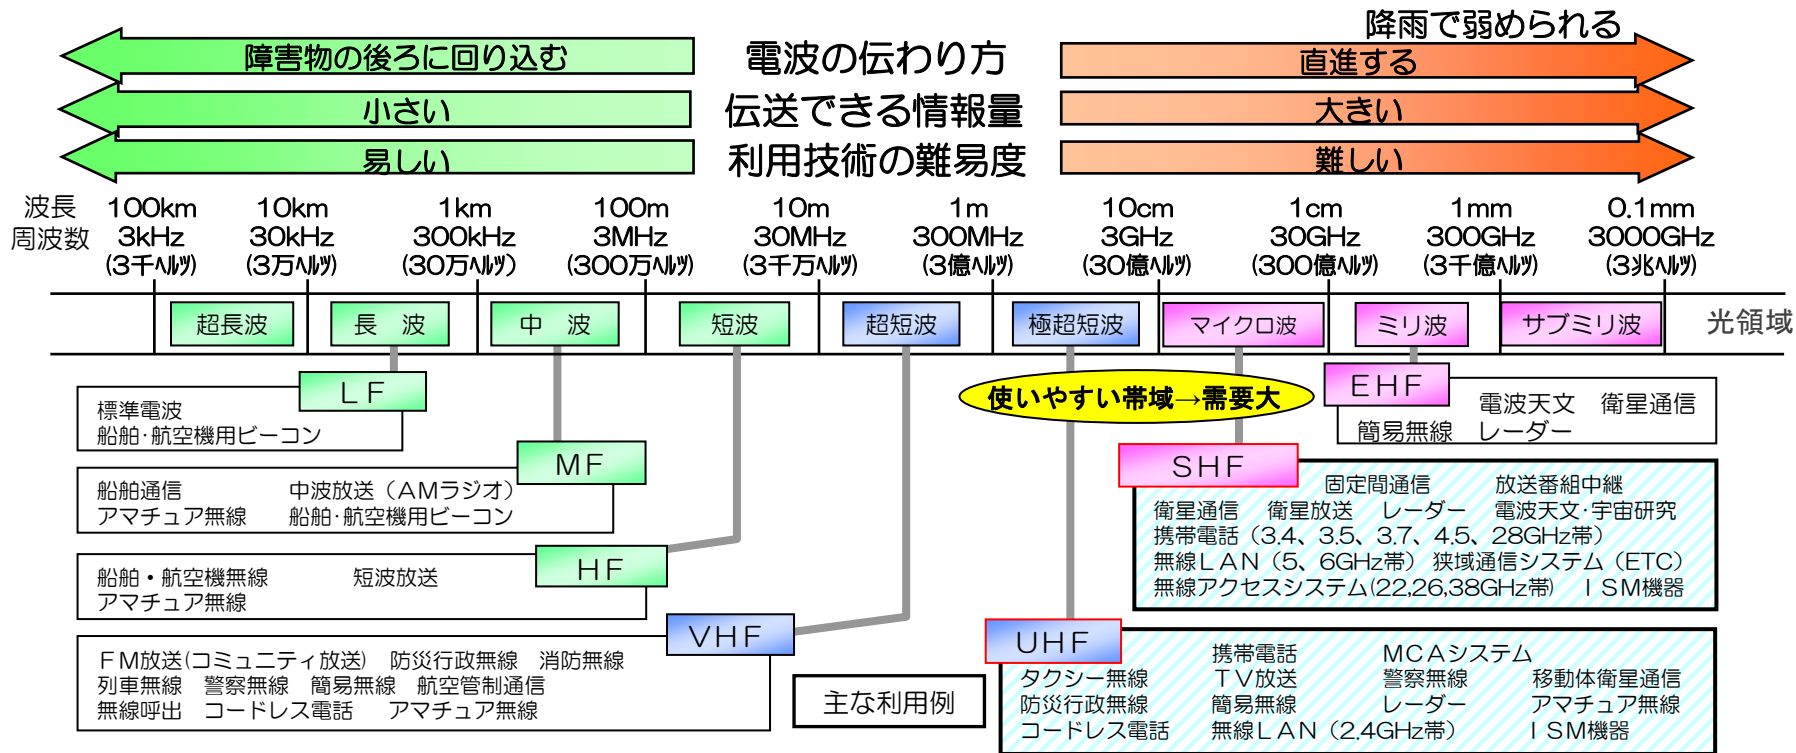 降雨で弱められる
障害物の後ろに回り込む 電波の伝わり方 直進する
小さい 伝送できる情報量 大きい
易しい 利用技術の難易度 難しい
波長 100km 10km 1km 100m 10m 1m 10cm 1cm 1mm 0.1mm
周波数 3kHz 30kHz 300kHz 3MHz 30MHz 300MHz 3GHz 30GHz 300GHz 3000GHz
(3千ﾍﾙﾂ) (3万ﾍﾙﾂ) (30万ﾍﾙﾂ) (300万ﾍﾙﾂ) (3千万ﾍﾙﾂ) (3億ﾍﾙﾂ) (30億ﾍﾙﾂ) (300億ﾍﾙﾂ) (3千億ﾍﾙﾂ) (3兆ﾍﾙﾂ)
超長波 長 波 中 波 短波 超短波 極超短波 マイクロ波 ミリ波 サブミリ波 光領域
使いやすい帯域→需要大
LF
標準電波
船舶・航空機用ビーコン
MF
船舶通信 中波放送（AMラジオ）
アマチュア無線 船舶・航空機用ビーコン
HF
船舶・航空機無線 短波放送
アマチュア無線
VHF
FM放送(コミュニティ放送) 防災行政無線 消防無線
列車無線 警察無線 簡易無線 航空管制通信
無線呼出 コードレス電話 アマチュア無線
主な利用例
EHF
電波天文 衛星通信
簡易無線 レーダー
SHF
固定間通信 放送番組中継
衛星通信 衛星放送 レーダー 電波天文・宇宙研究
携帯電話（3.4、3.5、3.7、4.5、28GHz帯）
無線LAN（5、6GHz帯） 狭域通信システム（ETC）
無線アクセスシステム(22,26,38GHz帯) ISM機器
UHF
携帯電話 MCAシステム
タクシー無線 TV放送 警察無線 移動体衛星通信
防災行政無線 簡易無線 レーダー アマチュア無線
コードレス電話 無線LAN（2.4GHz帯） ISM機器